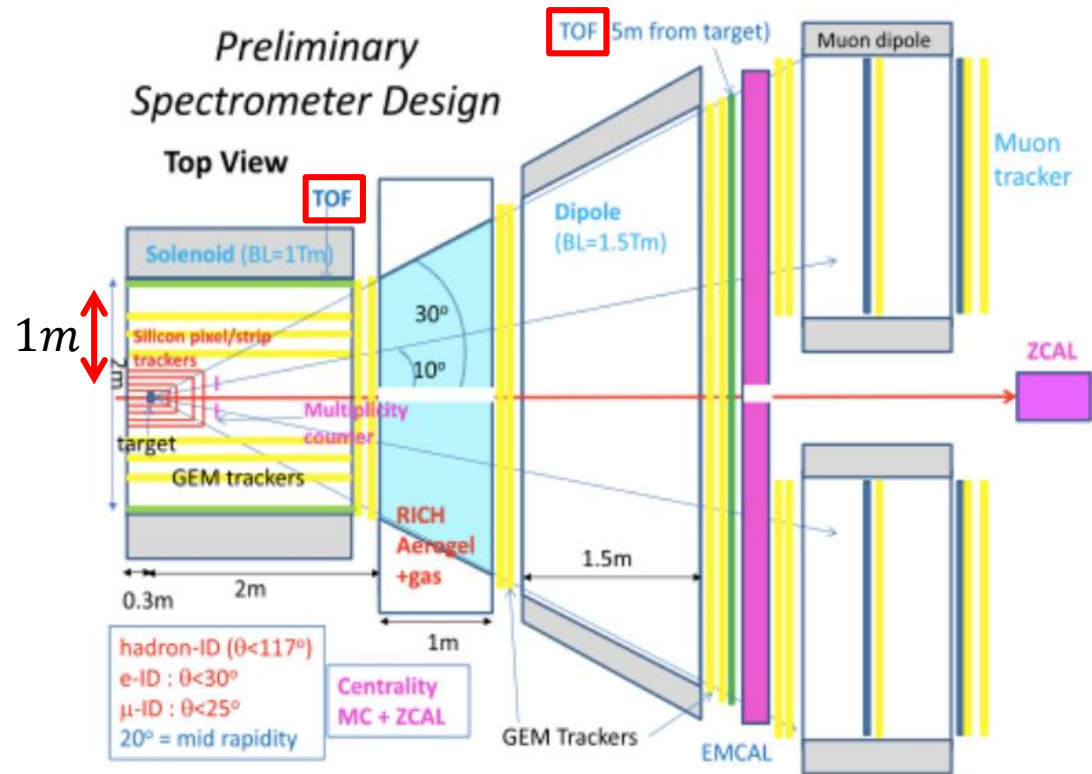 Preliminary
Spectrometer Design
Top View
TOF
TOF (5m from target)
Muon dipole
Muon
tracker
Dipole
(BL=1.5Tm)
Solenoid (BL=1Tm)
1m
2m
Silicon pixel/strip
trackers
30°
10°
ZCAL
Multiplicity
counter
target
GEM trackers
RICH
Aerogel
+gas
1.5m
0.3m
2m
1m
hadron-ID (θ<117°)
e-ID : θ<30°
μ-ID : θ<25°
20° = mid rapidity
Centrality
MC + ZCAL
GEM Trackers
EMCAL